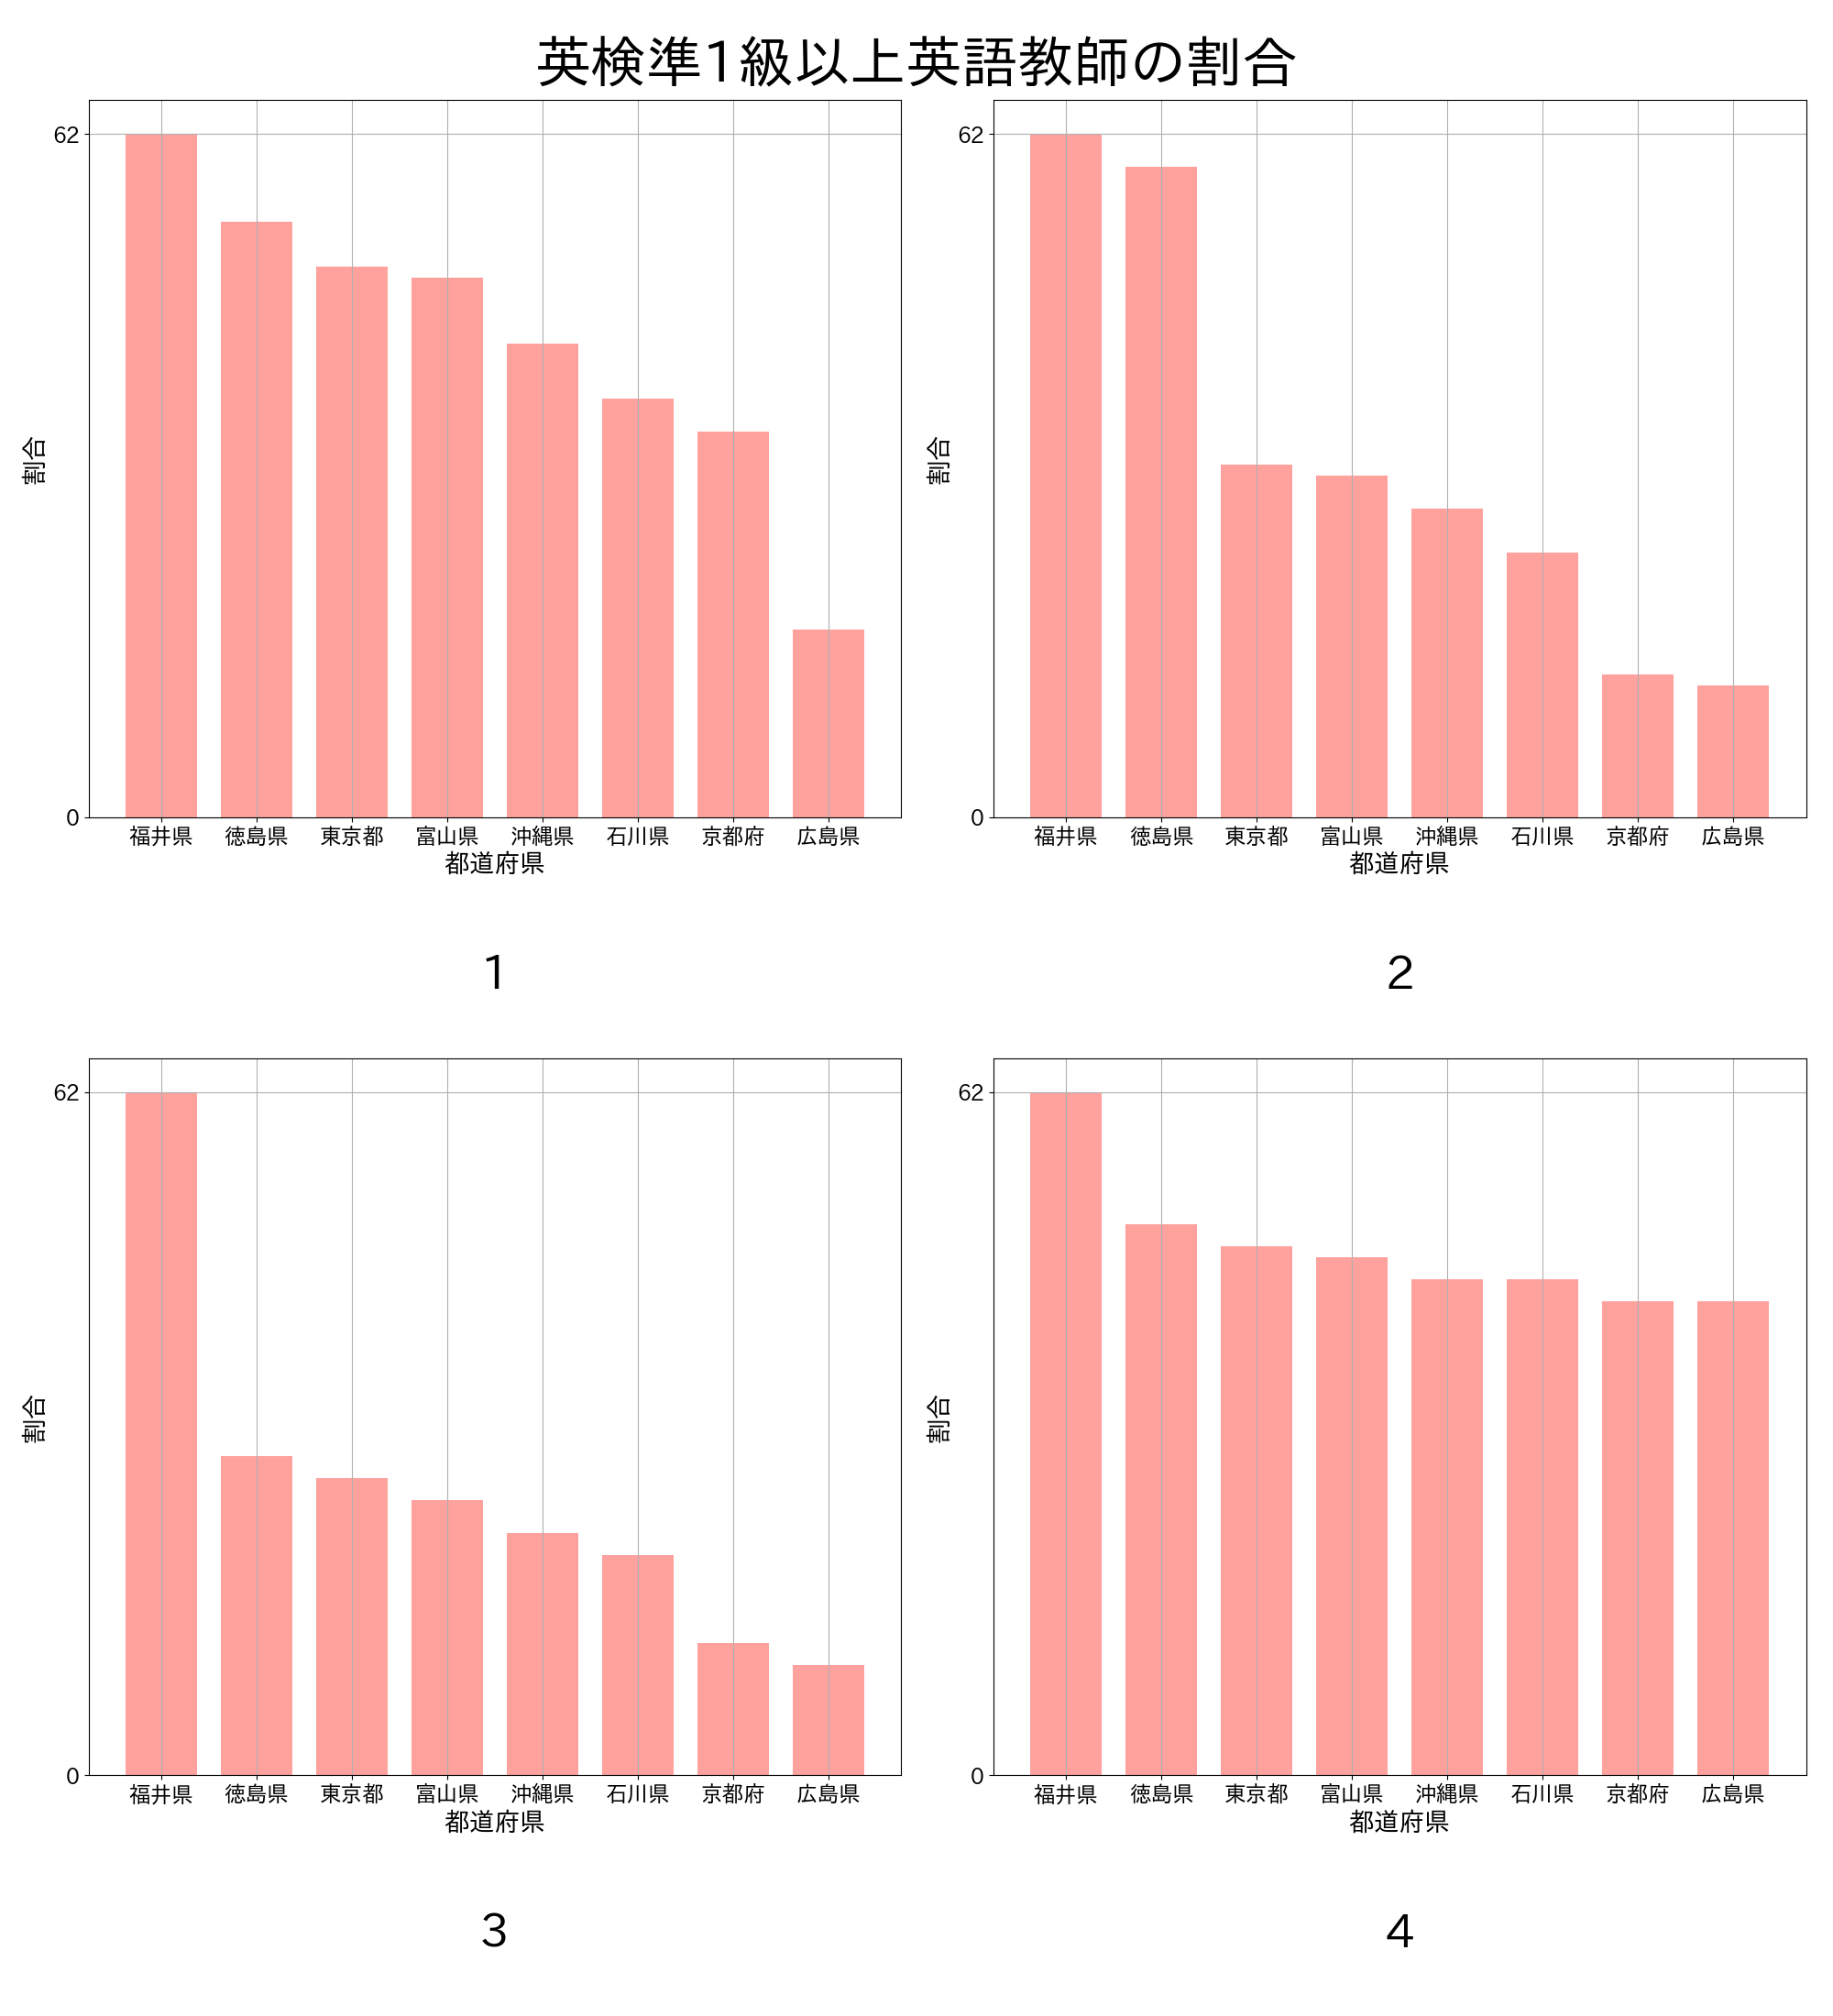 英検準1級以上英語教師の割合
62
0
割合
福井県 徳島県 東京都 富山県 沖縄県 石川県 京都府 広島県
都道府県
1
62
0
割合
福井県 徳島県 東京都 富山県 沖縄県 石川県 京都府 広島県
都道府県
2
62
0
割合
福井県 徳島県 東京都 富山県 沖縄県 石川県 京都府 広島県
都道府県
3
62
0
割合
福井県 徳島県 東京都 富山県 沖縄県 石川県 京都府 広島県
都道府県
4